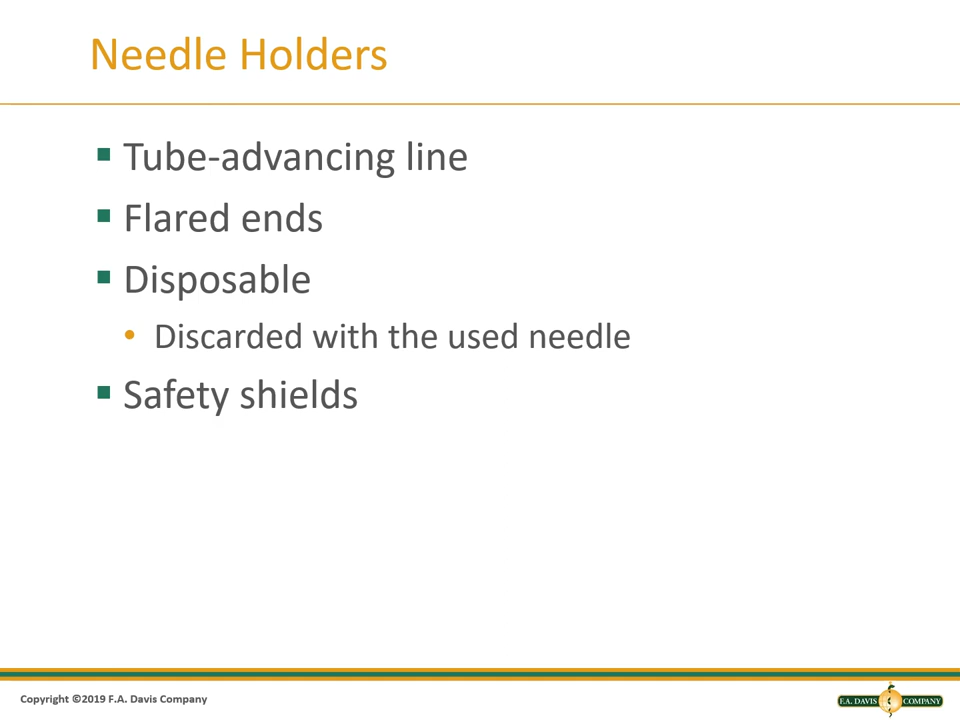 Needle Holders
Tube-advancing line
Flared ends
Disposable
Discarded with the used needle
Safety shields
Copyright ©2019 F.A. Davis Company
F.A. DAVIS COMPANY